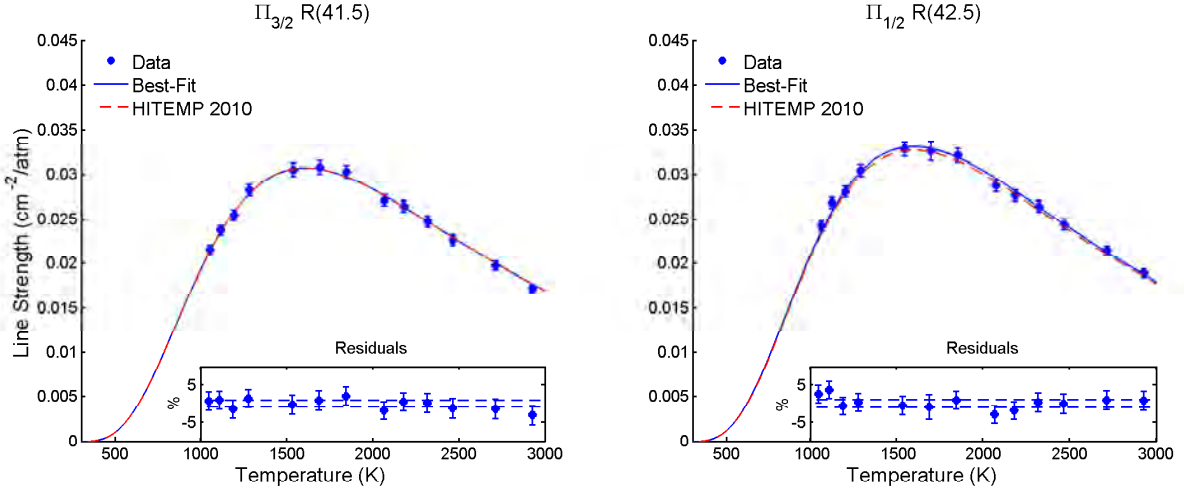 Π3/2 R(41.5)
0.045
0.04
0.035
0.03
0.025
0.02
0.015
0.01
0.005
0
Line Strength (cm⁻²/atm)
Data
Best-Fit
HITEMP 2010
Residuals
5
-5
%
500
1000
1500
2000
2500
3000
Temperature (K)
Π1/2 R(42.5)
0.045
0.04
0.035
0.03
0.025
0.02
0.015
0.01
0.005
0
Data
Best-Fit
HITEMP 2010
Residuals
5
-5
%
500
1000
1500
2000
2500
3000
Temperature (K)